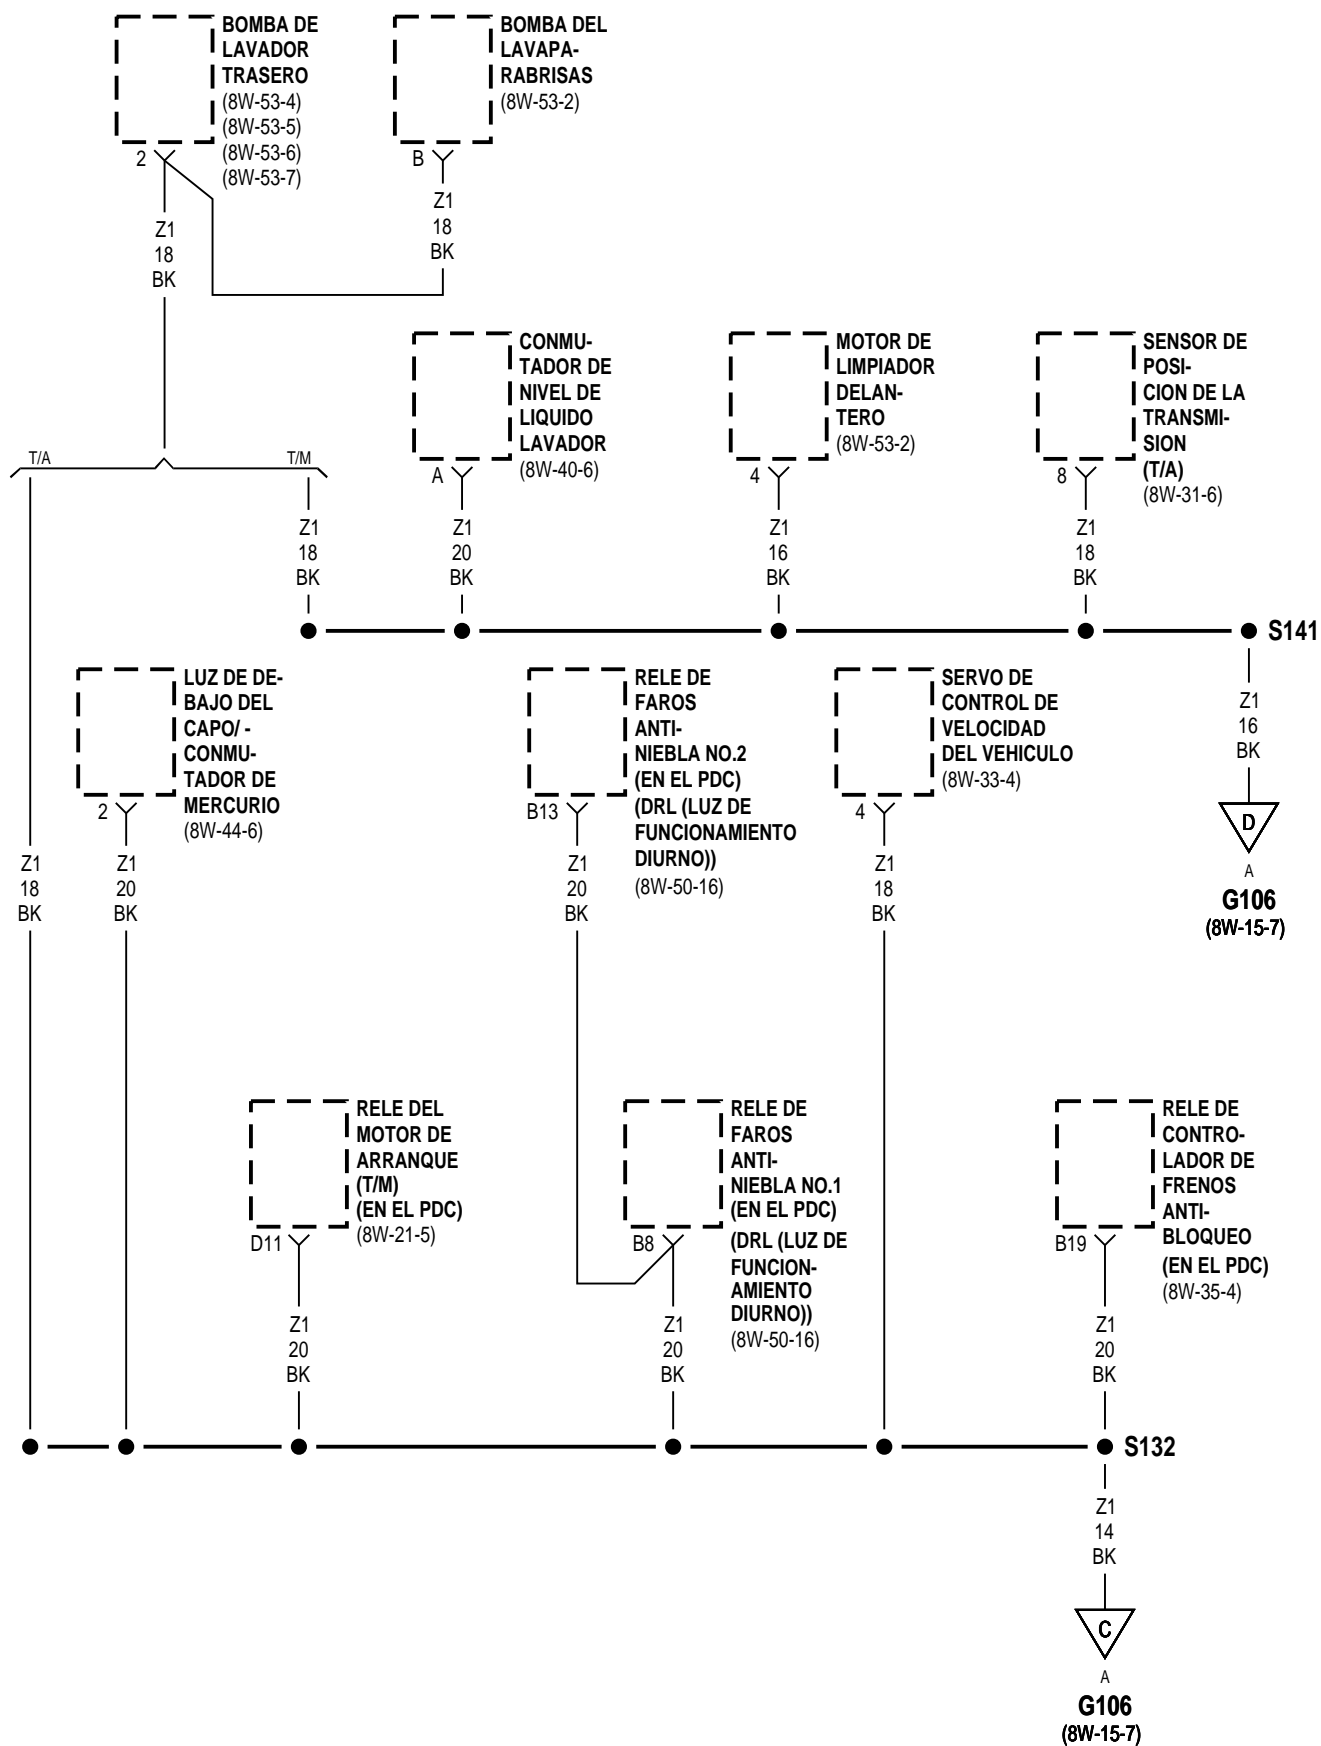 BOMBA DE
LAVADOR
TRASERO
(8W-53-4)
(8W-53-5)
(8W-53-6)
(8W-53-7)
2
Z1
18
BK
BOMBA DEL
LAVAPA-
RABRISAS
(8W-53-2)
B
Z1
18
BK
T/A
T/M
Z1
18
BK
CONMU-
TADOR DE
NIVEL DE
LIQUIDO
LAVADOR
(8W-40-6)
A
Z1
20
BK
MOTOR DE
LIMPIADOR
DELAN-
TERO
(8W-53-2)
4
Z1
16
BK
SENSOR DE
POSI-
CION DE LA
TRANSMI-
SION
(T/A)
(8W-31-6)
8
Z1
18
BK
S141
Z1
16
BK
D
A
G106
(8W-15-7)
Z1
18
BK
LUZ DE DE-
BAJO DEL
CAPO/ -
CONMU-
TADOR DE
MERCURIO
(8W-44-6)
2
Z1
20
BK
RELE DE
FAROS
ANTI-
NIEBLA NO.2
(EN EL PDC)
(DRL (LUZ DE
FUNCIONAMIENTO
DIURNO))
(8W-50-16)
B13
Z1
20
BK
SERVO DE
CONTROL DE
VELOCIDAD
DEL VEHICULO
(8W-33-4)
4
Z1
18
BK
RELE DEL
MOTOR DE
ARRANQUE
(T/M)
(EN EL PDC)
(8W-21-5)
D11
Z1
20
BK
RELE DE
FAROS
ANTI-
NIEBLA NO.1
(EN EL PDC)
(DRL (LUZ DE
FUNCION-
AMIENTO
DIURNO))
(8W-50-16)
B8
Z1
20
BK
RELE DE
CONTRO-
LADOR DE
FRENOS
ANTI-
BLOQUEO
(EN EL PDC)
(8W-35-4)
B19
Z1
20
BK
S132
Z1
14
BK
C
A
G106
(8W-15-7)